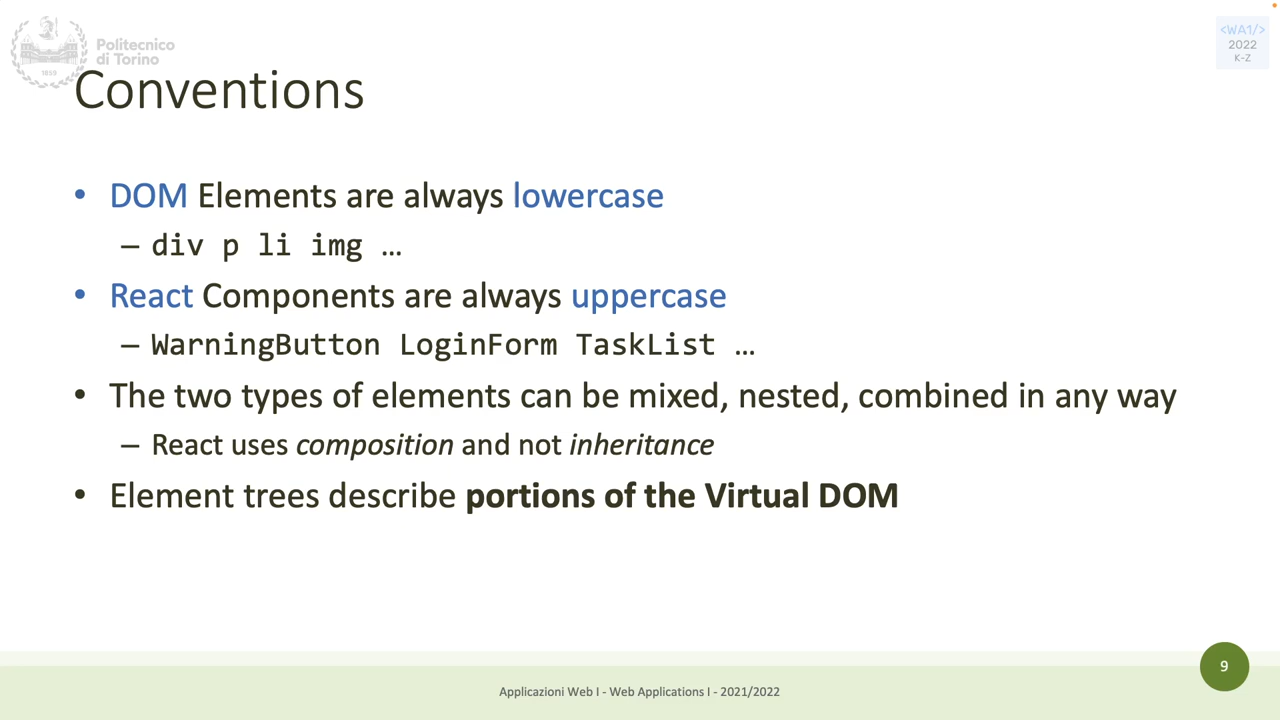 Politecnico
di Torino
1859
<WA1/>
2022
K-Z
Conventions
• DOM Elements are always lowercase
– div p li img …
• React Components are always uppercase
– WarningButton LoginForm TaskList …
• The two types of elements can be mixed, nested, combined in any way
– React uses composition and not inheritance
• Element trees describe portions of the Virtual DOM
9
Applicazioni Web I - Web Applications I - 2021/2022